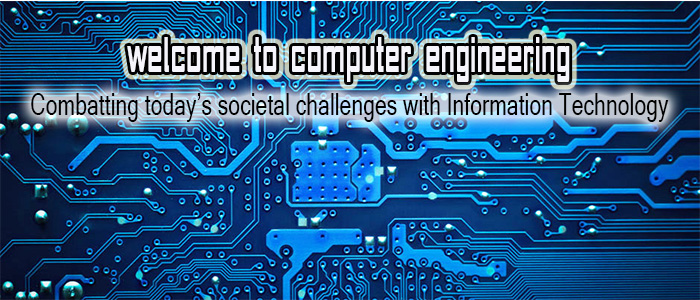 welcome to computer engineering
Combatting today's societal challenges with Information Technology